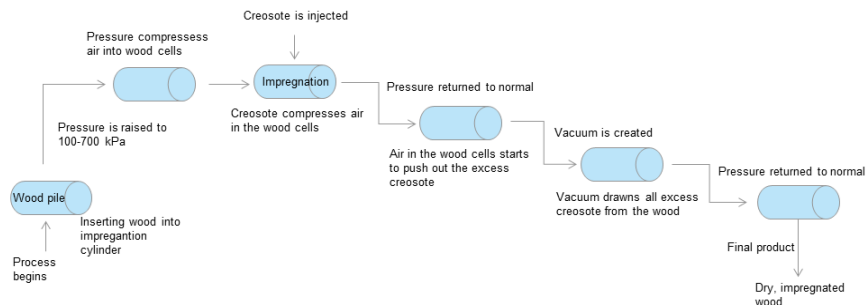 Creosote is injected
Pressure compressess
air into wood cells
Impregnation
Creosote compresses air
in the wood cells
Pressure is raised to
100-700 kPa
Wood pile
Inserting wood into
impregantion
cylinder
Process
begins
Pressure returned to normal
Air in the wood cells starts
to push out the excess
creosote
Vacuum is created
Vacuum drawns all excess
creosote from the wood
Pressure returned to normal
Final product
Dry, impregnated
wood